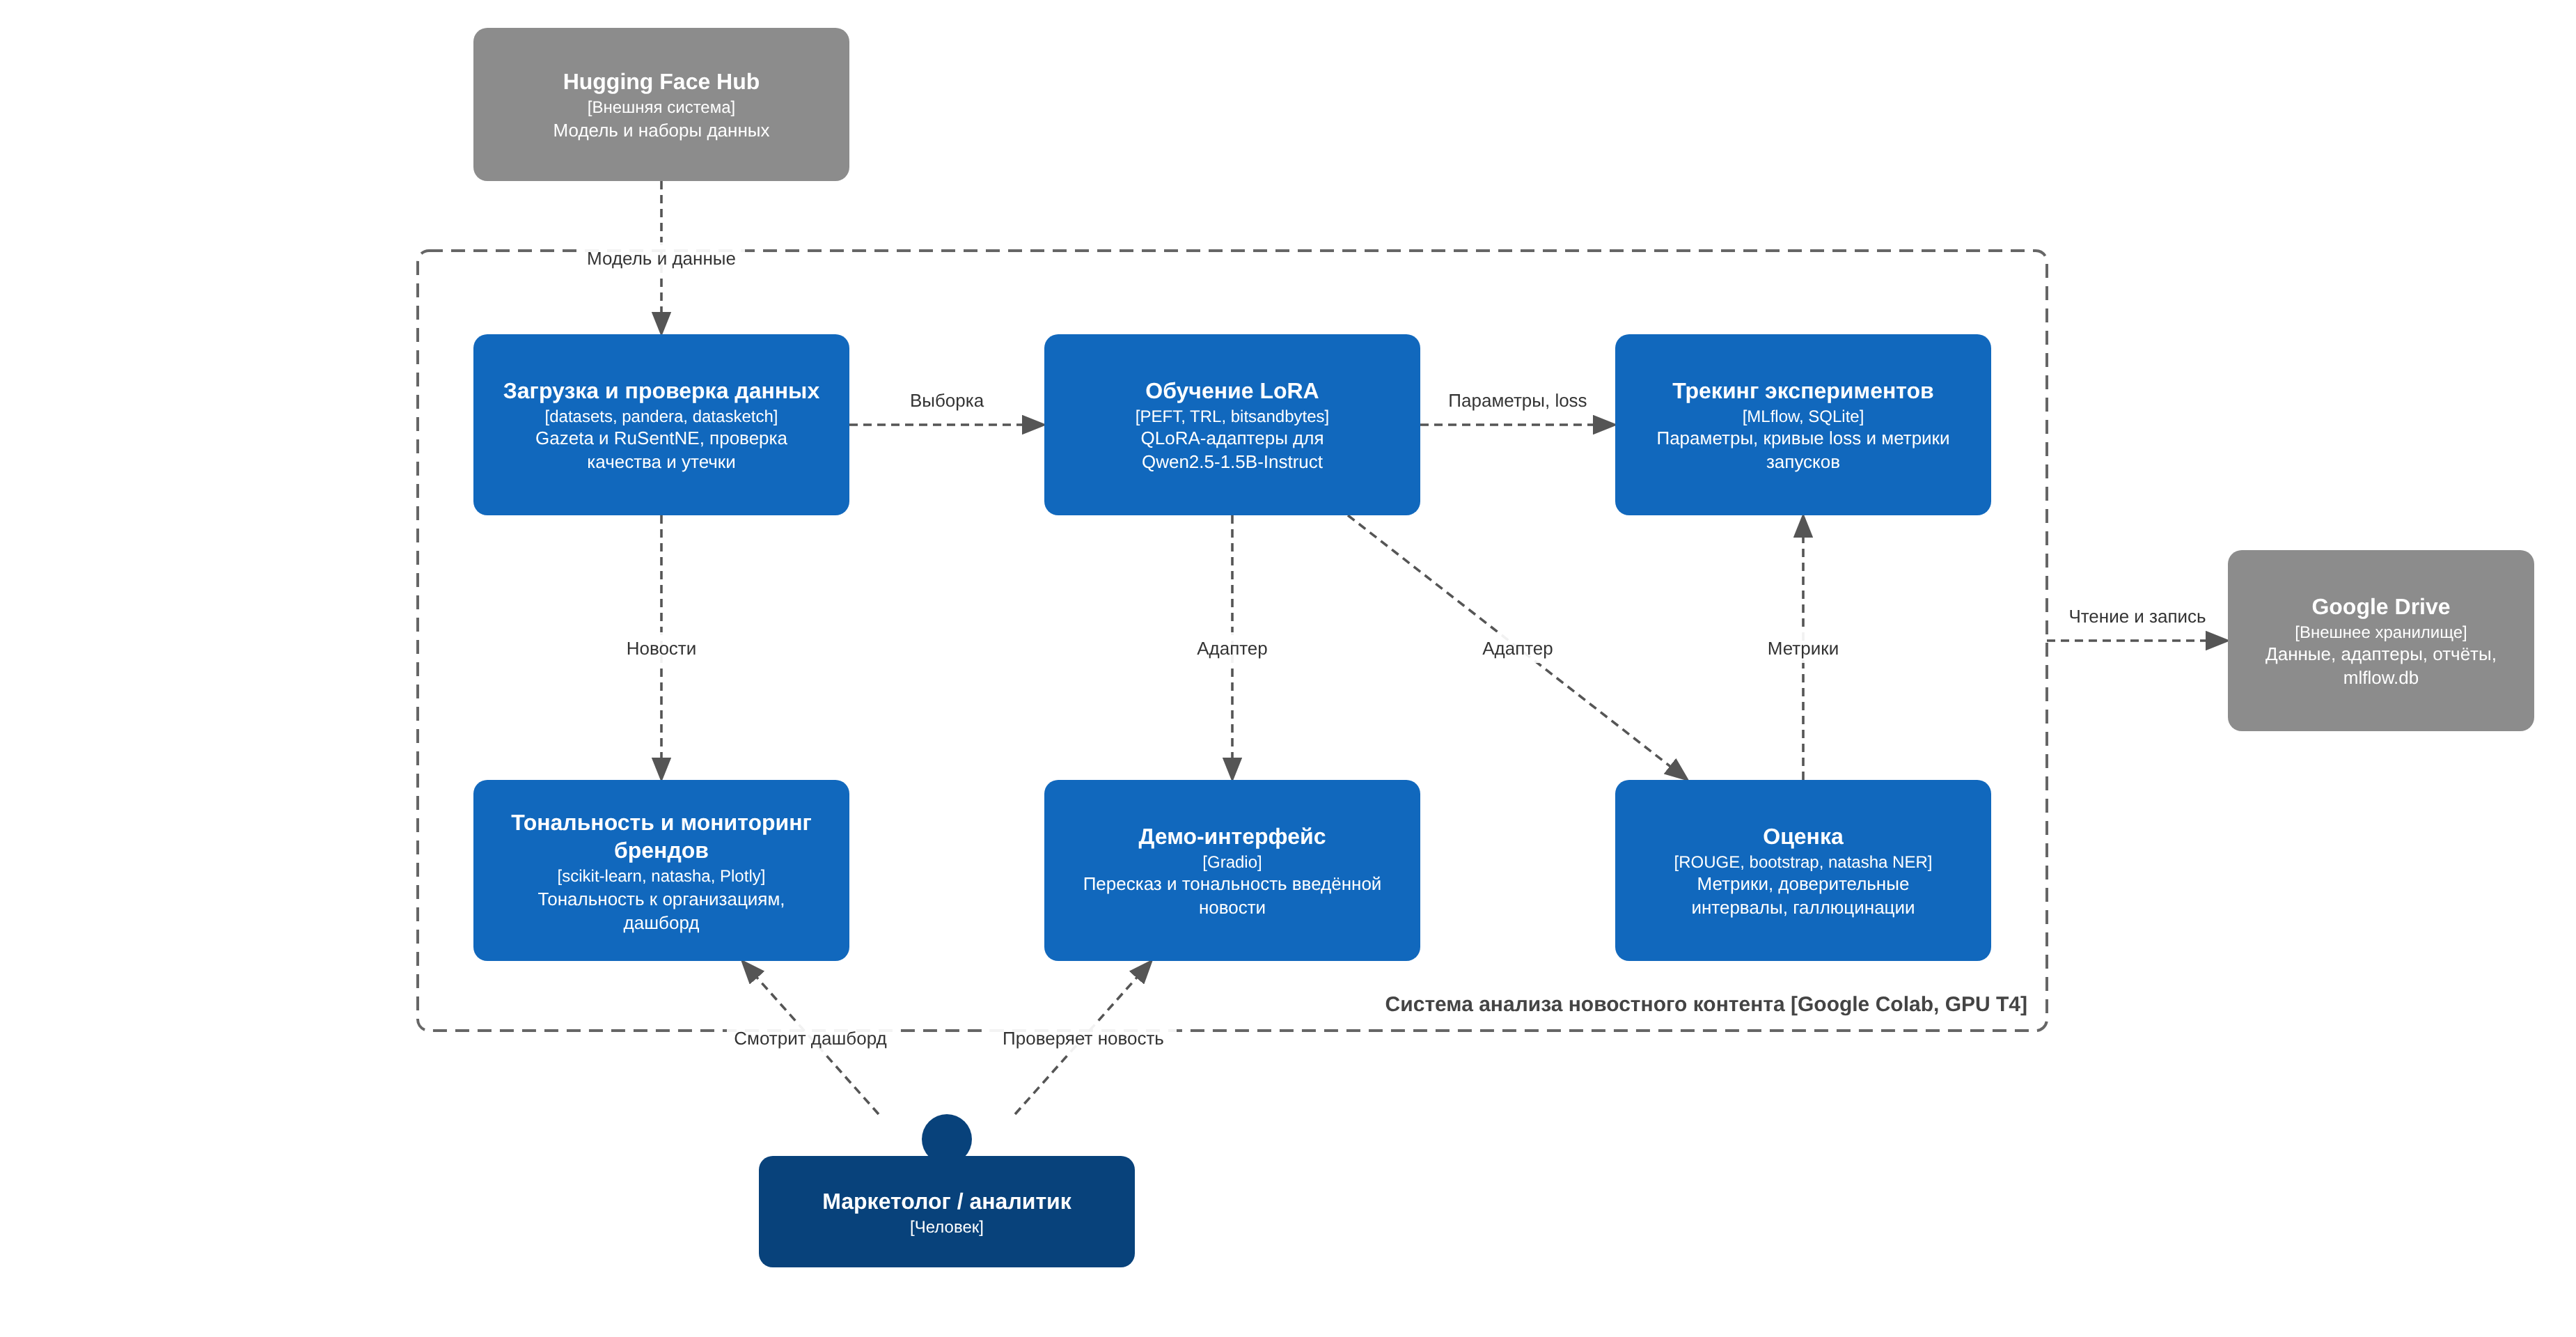 Hugging Face Hub
[Внешняя система]
Модель и наборы данных
Модель и данные
Загрузка и проверка данных
[datasets, pandera, datasketch]
Gazeta и RuSentNE, проверка
качества и утечки
Выборка
Обучение LoRA
[PEFT, TRL, bitsandbytes]
QLoRA-адаптеры для
Qwen2.5-1.5B-Instruct
Параметры, loss
Трекинг экспериментов
[MLflow, SQLite]
Параметры, кривые loss и метрики
запусков
Новости
Адаптер
Адаптер
Метрики
Чтение и запись
Google Drive
[Внешнее хранилище]
Данные, адаптеры, отчёты,
mlflow.db
Тональность и мониторинг
брендов
[scikit-learn, natasha, Plotly]
Тональность к организациям,
дашборд
Демо-интерфейс
[Gradio]
Пересказ и тональность введённой
новости
Оценка
[ROUGE, bootstrap, natasha NER]
Метрики, доверительные
интервалы, галлюцинации
Система анализа новостного контента [Google Colab, GPU T4]
Смотрит дашборд
Проверяет новость
Маркетолог / аналитик
[Человек]